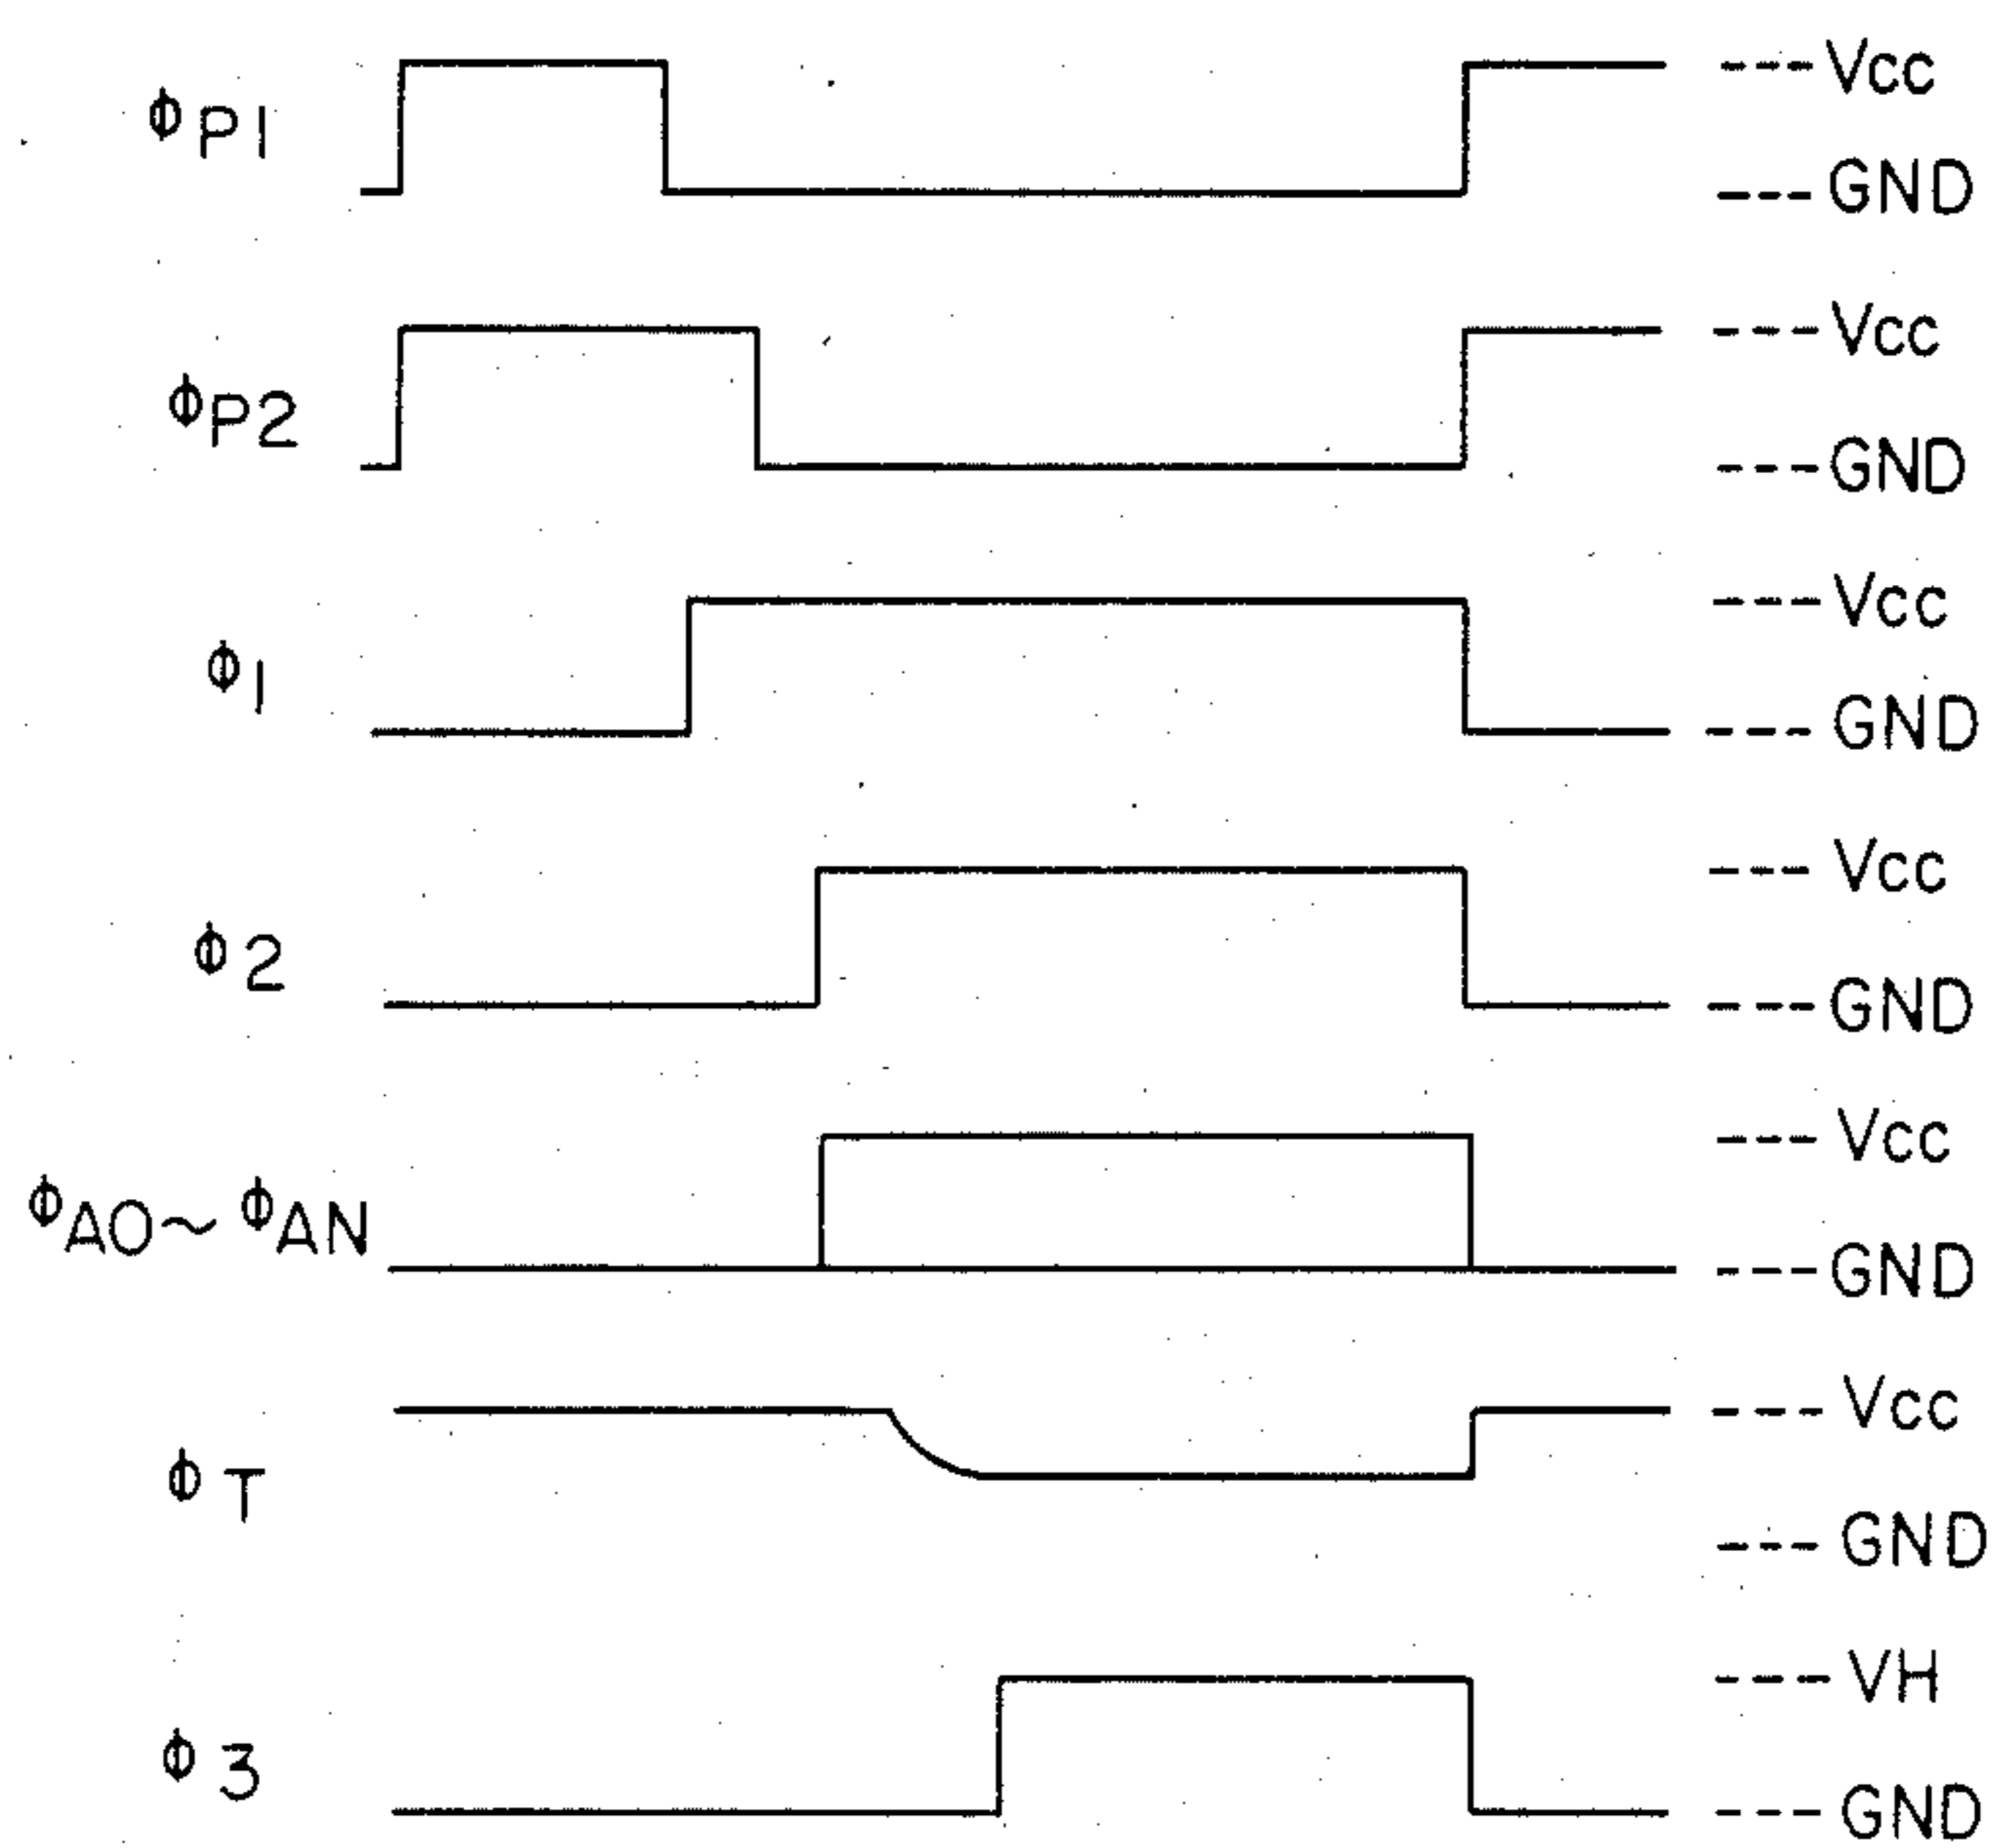 ΦP1 ---Vcc
---GND
ΦP2 ---Vcc
---GND
Φ1 ---Vcc
---GND
Φ2 ---Vcc
---GND
ΦA0~ΦAN ---Vcc
---GND
ΦT ---Vcc
---GND
Φ3 ---VH
---GND